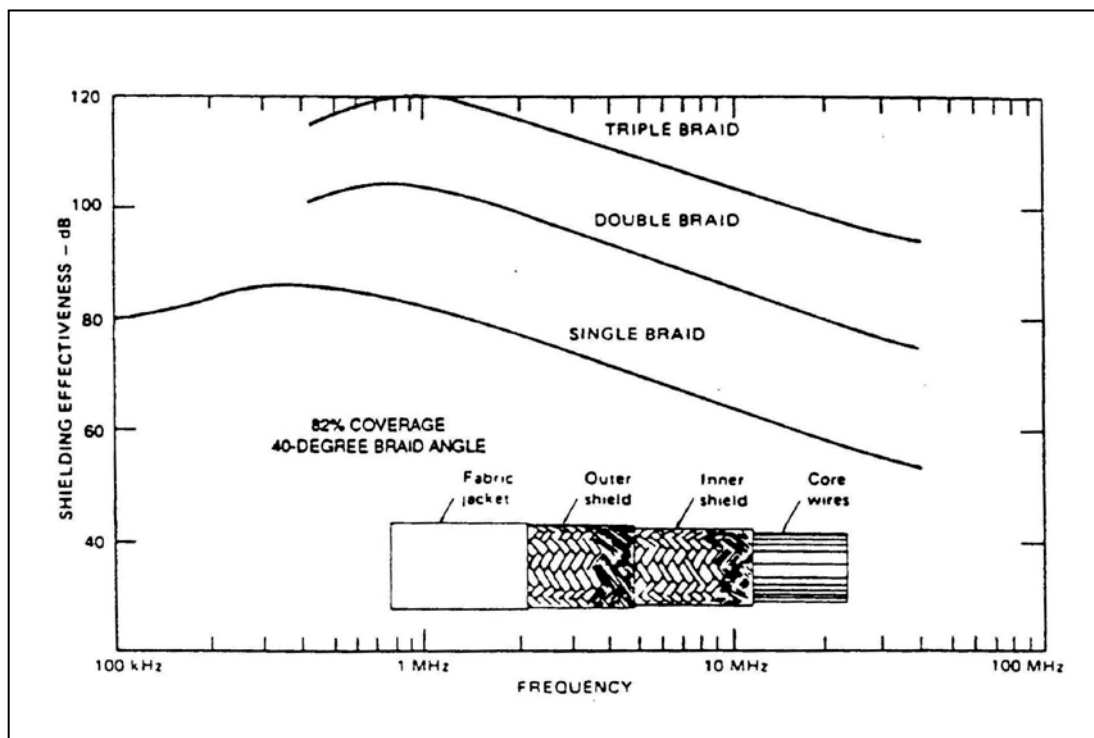 120
100
80
60
40
SHIELDING EFFECTIVENESS – dB
TRIPLE BRAID
DOUBLE BRAID
SINGLE BRAID
82% COVERAGE
40-DEGREE BRAID ANGLE
Fabric
jacket
Outer
shield
Inner
shield
Core
wires
100 kHz
1 MHz
10 MHz
100 MHz
FREQUENCY